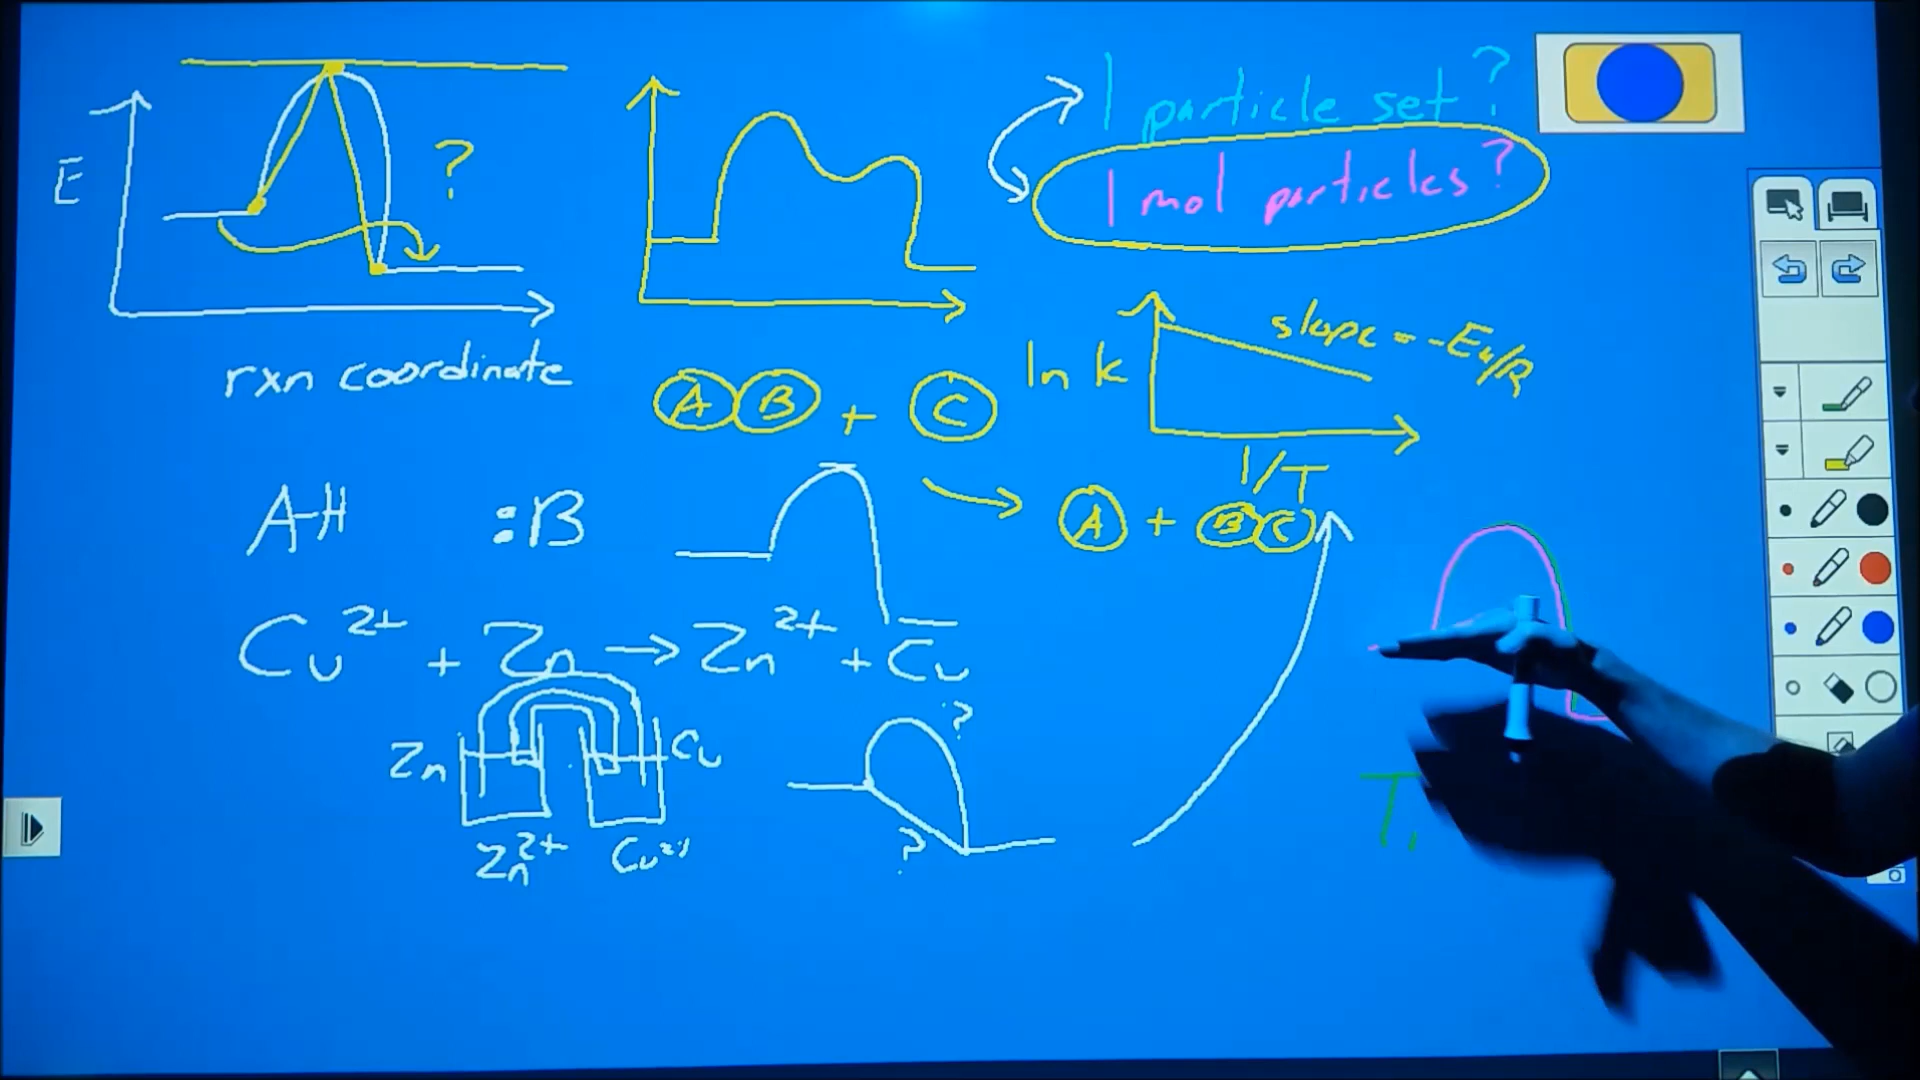 1 particle set?
1 mol particles?
E
?
rxn coordinate
ln k
slope = -Ea/R
1/T
A B + C
A + B C
A-H :B
Cu2+ + Zn → Zn2+ + Cu
Zn
Cu
Zn2+
Cu2+
?
?